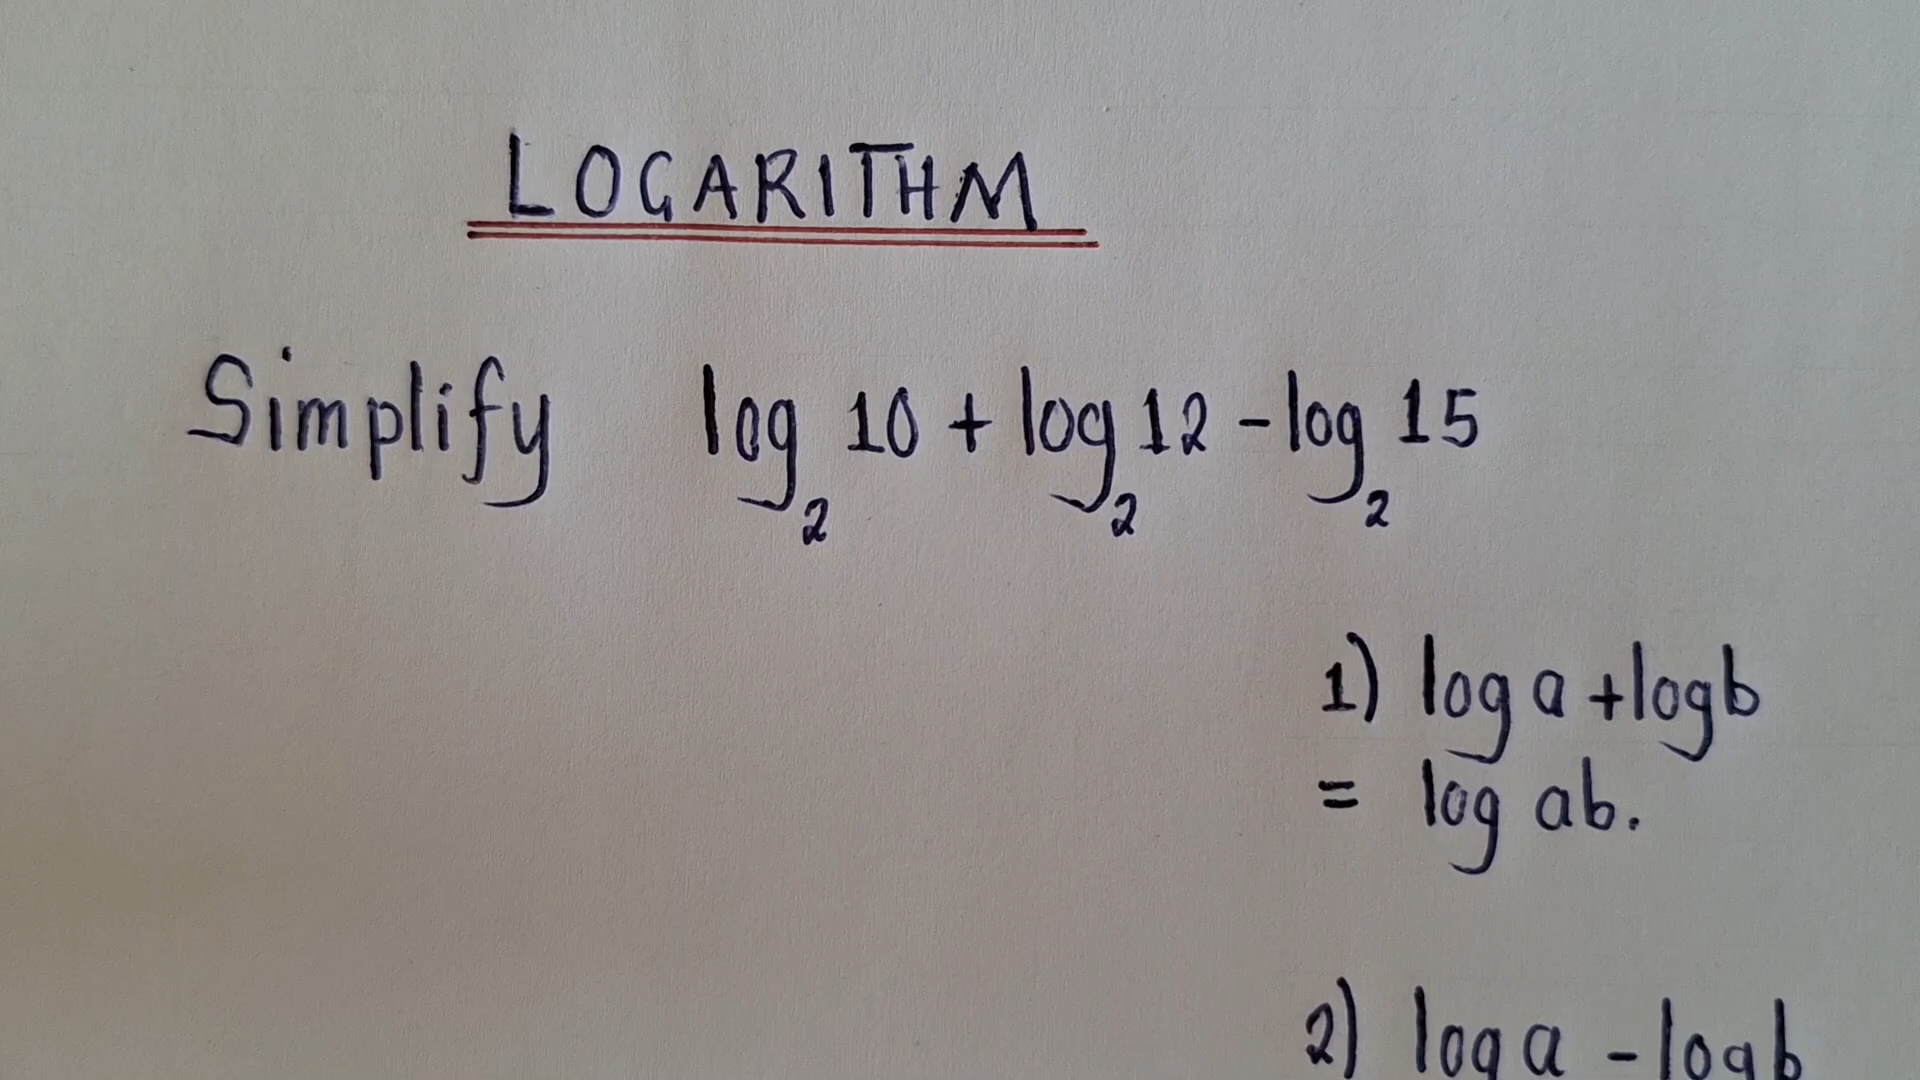 LOGARITHM
Simplify log₂ 10 + log₂ 12 - log₂ 15
1) log a + log b
= log ab.
2) log a - log b